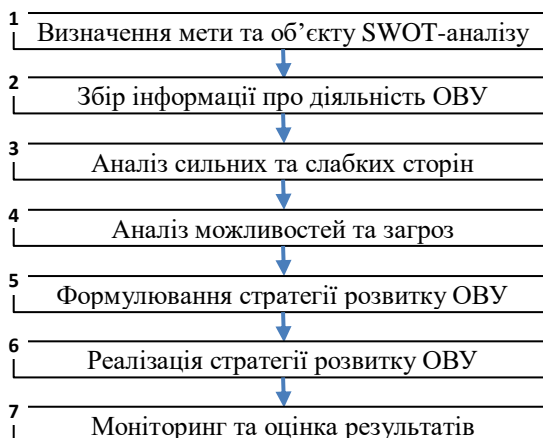 1
Визначення мети та об’єкту SWOT-аналізу
2
Збір інформації про діяльність ОВУ
3
Аналіз сильних та слабких сторін
4
Аналіз можливостей та загроз
5
Формулювання стратегії розвитку ОВУ
6
Реалізація стратегії розвитку ОВУ
7
Моніторинг та оцінка результатів